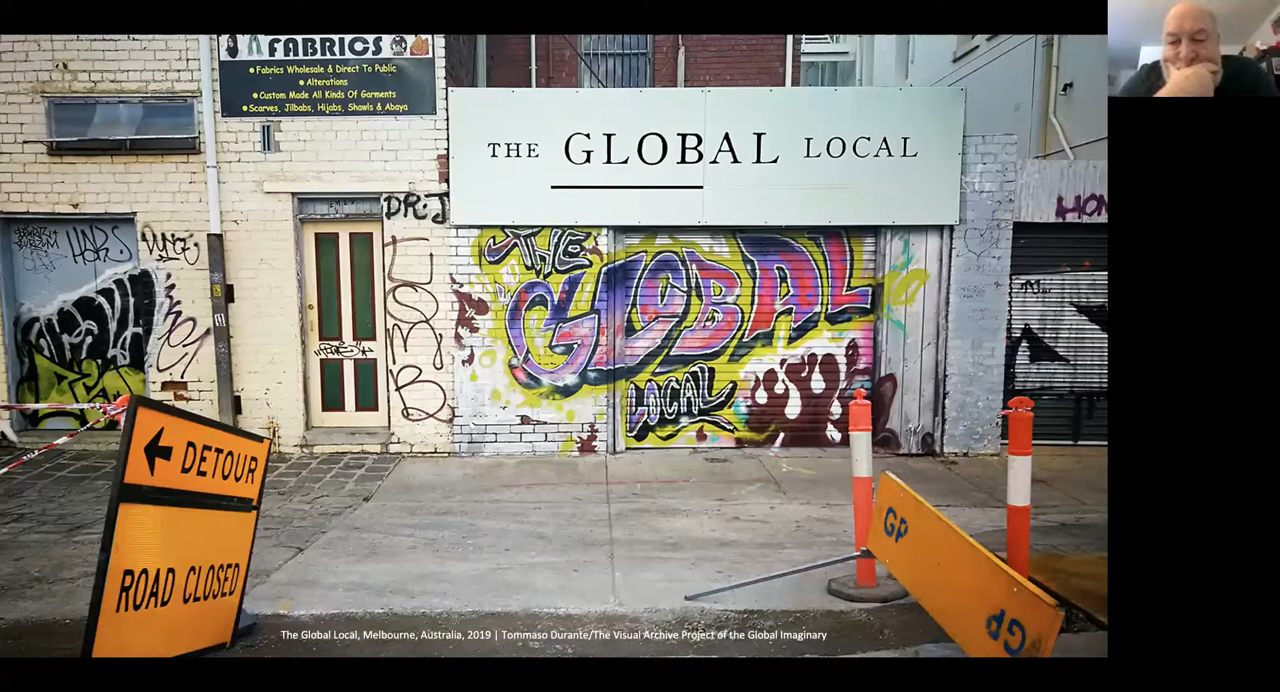 FABRICS
Fabrics Wholesale & Direct To Public
Alterations
Custom Made All Kinds Of Garments
Scarves, Jilbabs, Hijabs, Shawls & Abaya
THE GLOBAL LOCAL
DR.J
THE
GLOBAL
LOCAL
DETOUR
ROAD CLOSED
GP
GP
The Global Local, Melbourne, Australia, 2019 | Tommaso Durante/The Visual Archive Project of the Global Imaginary